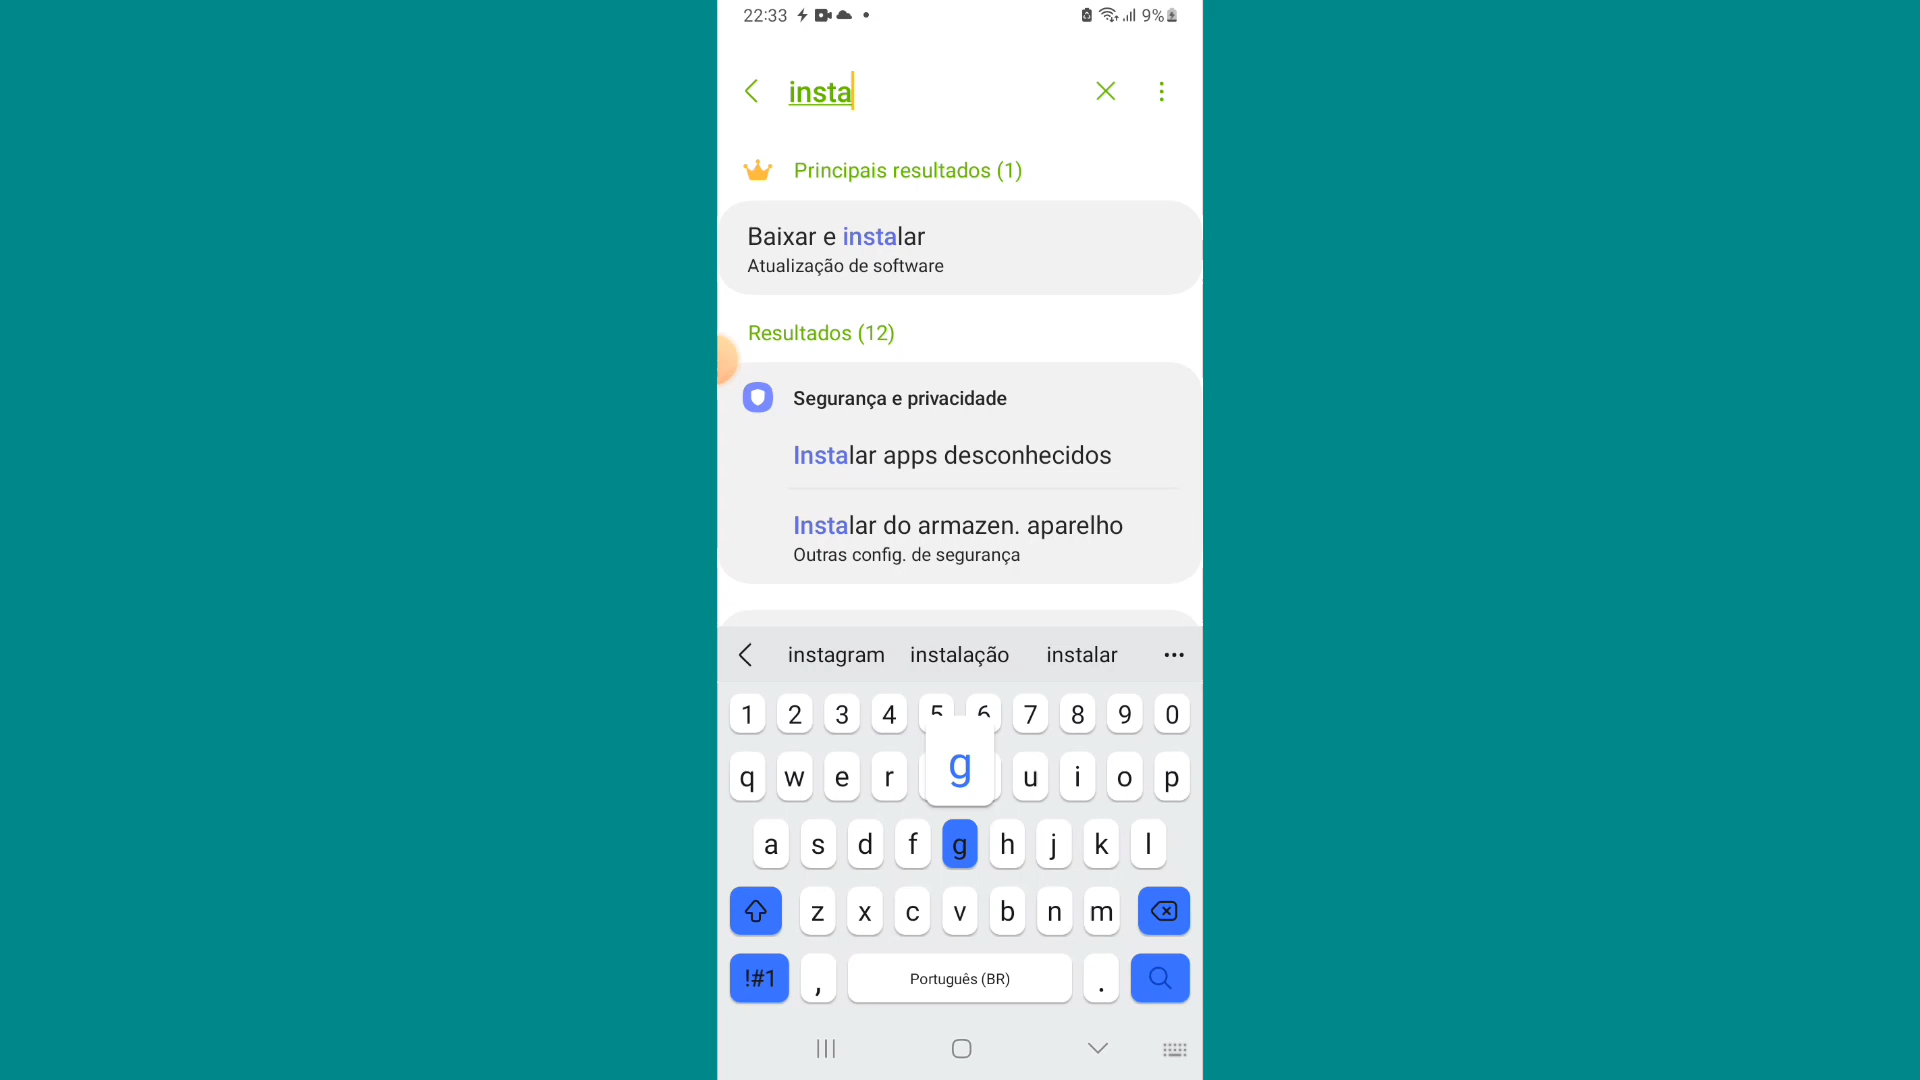 22:33 9%
insta
Principais resultados (1)
Baixar e instalar
Atualização de software
Resultados (12)
Segurança e privacidade
Instalar apps desconhecidos
Instalar do armazen. aparelho
Outras config. de segurança
instagram instalação instalar
1 2 3 4 5 6 7 8 9 0
q w e r g u i o p
a s d f g h j k l
z x c v b n m
!#1 , Português (BR) .